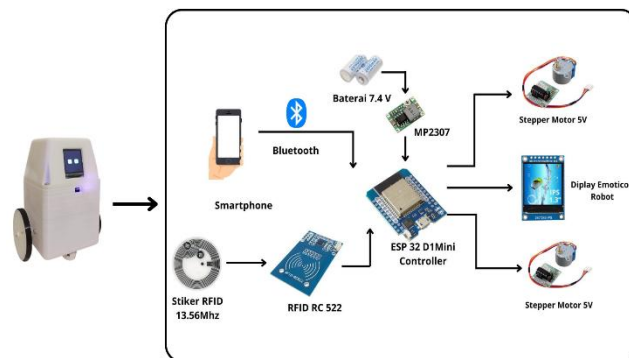 Baterai 7.4 V
MP2307
Stepper Motor 5V
Bluetooth
Smartphone
Diplay Emotico
Robot
ESP 32 D1Mini
Controller
Stiker RFID
13.56Mhz
RFID RC 522
Stepper Motor 5V